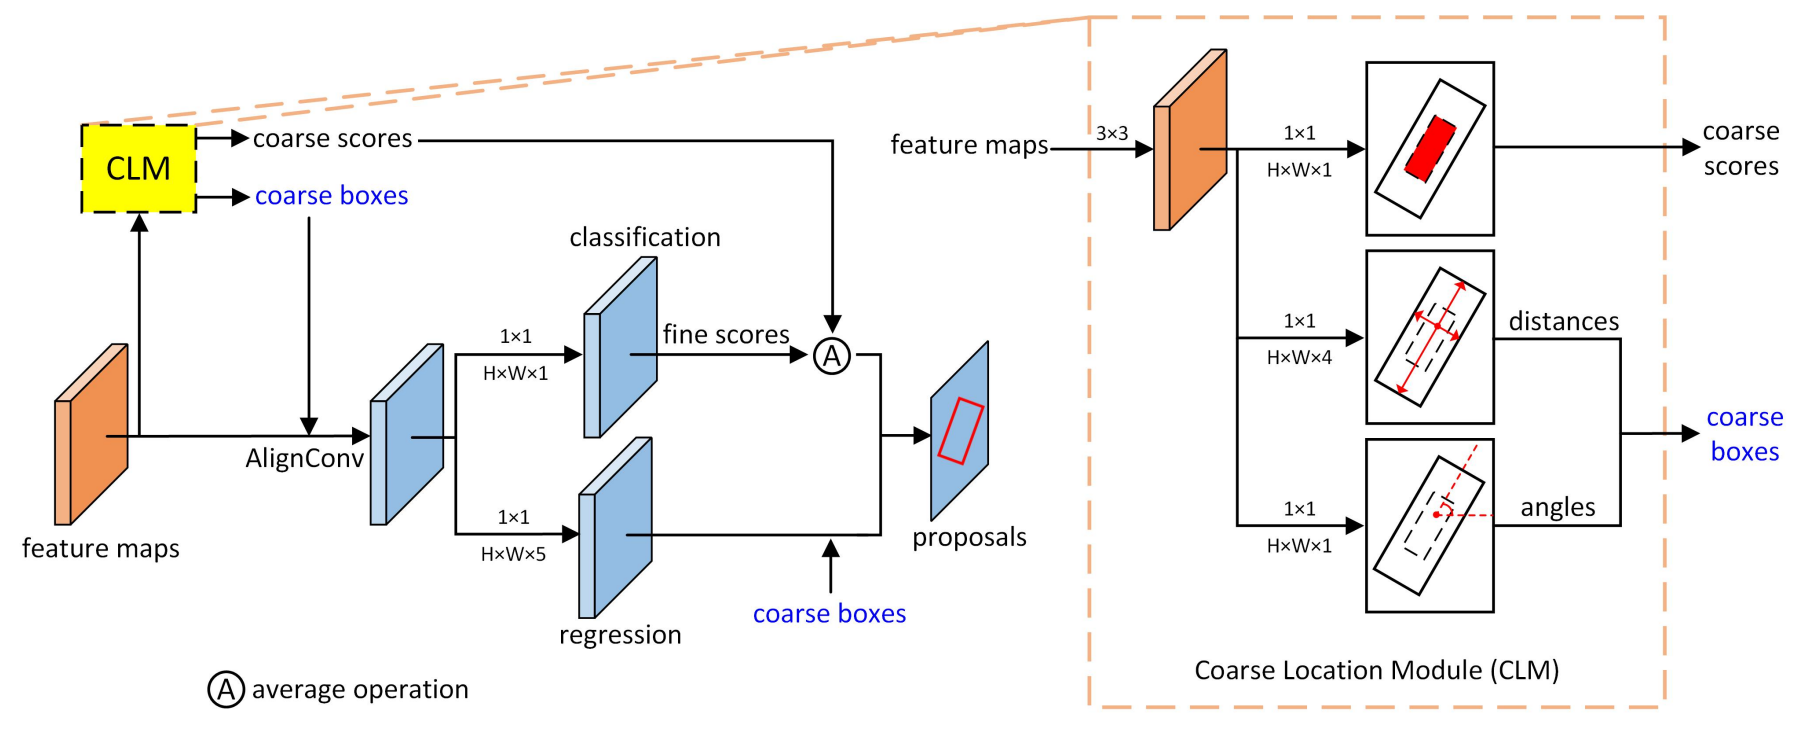 CLM
coarse scores
coarse boxes
feature maps
AlignConv
classification
1×1
H×W×1
fine scores
A
1×1
H×W×5
regression
coarse boxes
proposals
A average operation
feature maps
3×3
1×1
H×W×1
coarse
scores
1×1
H×W×4
distances
1×1
H×W×1
angles
coarse
boxes
Coarse Location Module (CLM)